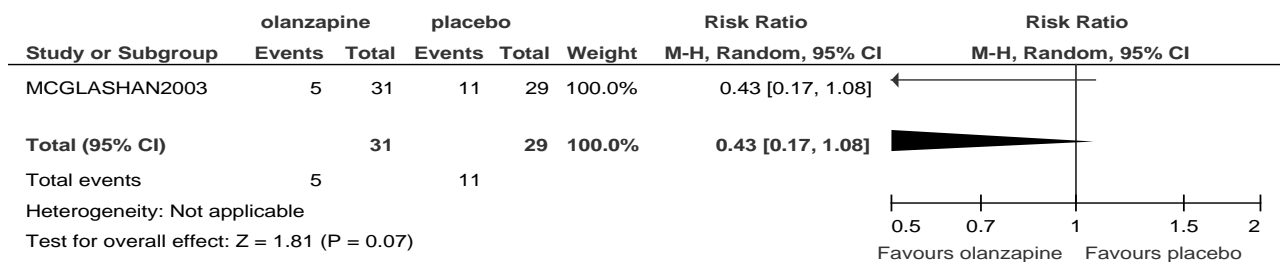 olanzapine placebo Risk Ratio Risk Ratio
Study or Subgroup Events Total Events Total Weight M-H, Random, 95% CI M-H, Random, 95% CI
MCGLASHAN2003 5 31 11 29 100.0% 0.43 [0.17, 1.08]
Total (95% CI) 31 29 100.0% 0.43 [0.17, 1.08]
Total events 5 11
Heterogeneity: Not applicable
Test for overall effect: Z = 1.81 (P = 0.07)
0.5 0.7 1 1.5 2
Favours olanzapine Favours placebo